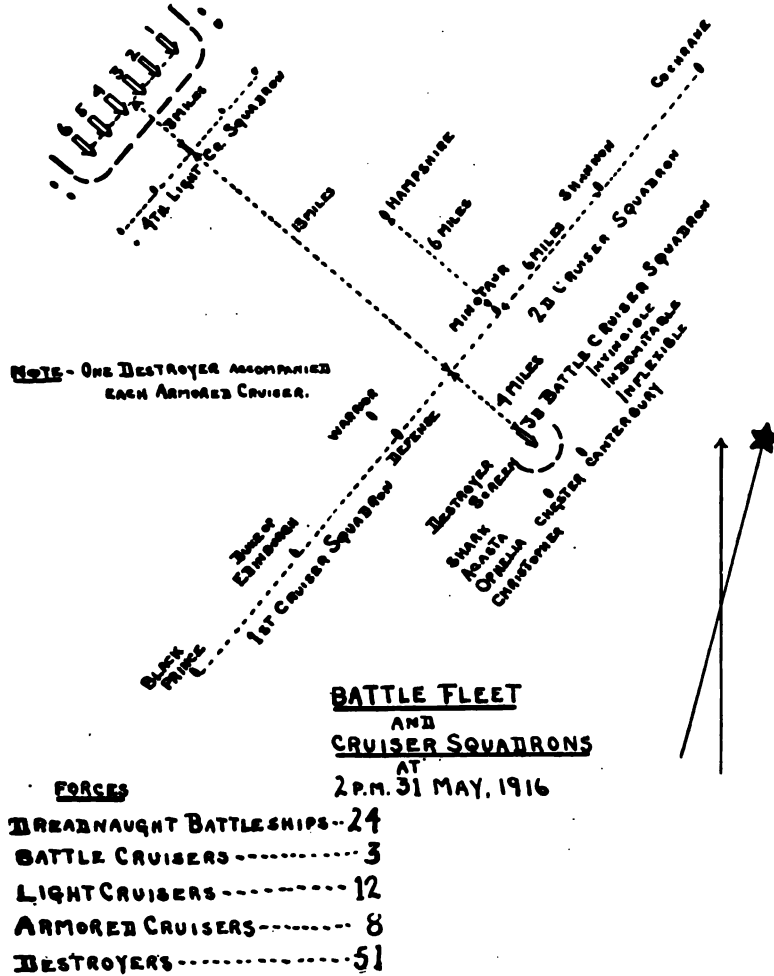 6 5 4 3 2 1
3 MILES
4TH LIGHT CR. SQUADRON
13 MILES
HAMPSHIRE
6 MILES
MINOTAUR
6 MILES
SHANNON
COCHRANE
2D CRUISER SQUADRON
NOTE - ONE DESTROYER ACCOMPANIED
EACH ARMORED CRUISER.
4 MILES
3D BATTLE CRUISER SQUADRON
INVINCIBLE
INDOMITABLE
INFLEXIBLE
WARRIOR
DEFENSE
DESTROYER
SCREEN
SHARK
ACASTA
OPHELIA
CHRISTOPHER
CHESTER
CANTERBURY
DUKE OF
EDINBURGH
1ST CRUISER SQUADRON
BLACK
PRINCE
BATTLE FLEET
AND
CRUISER SQUADRONS
AT
2 P.M. 31 MAY, 1916
FORCES
DREADNAUGHT BATTLESHIPS--24
BATTLE CRUISERS----------3
LIGHT CRUISERS----------12
ARMORED CRUISERS-------8
DESTROYERS------------51